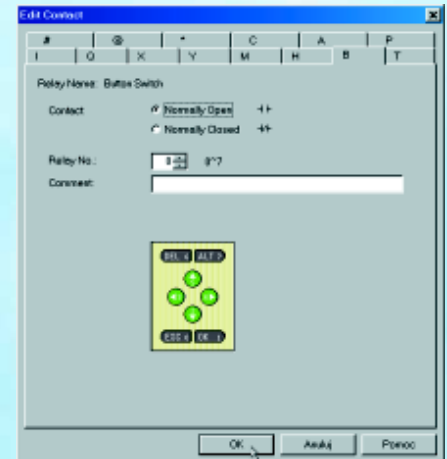 Edit Contact
# @ * C A P
I Q X Y M H B T
Relay Name: Button Switch
Contact: Normally Open
Normally Closed
Relay No.: 0 0~7
Comment:
DEL ALT
ESC OK
OK Anuluj Pomoc